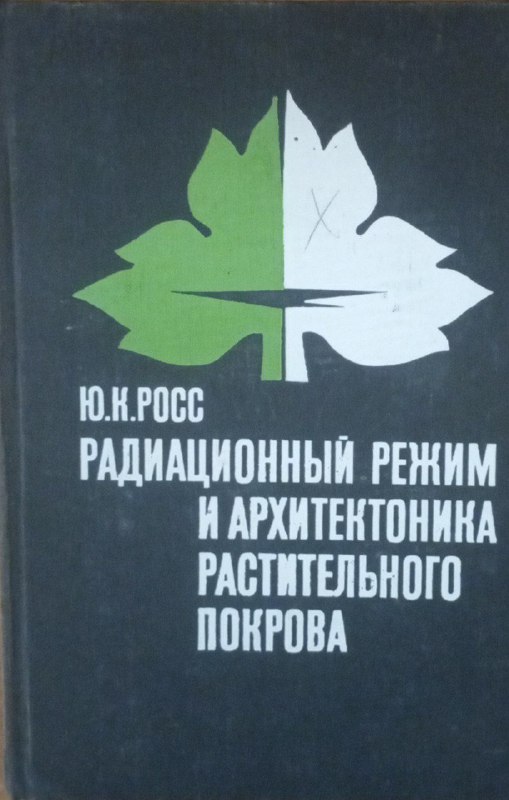 Ю.К.РОСС
РАДИАЦИОННЫЙ РЕЖИМ
И АРХИТЕКТОНИКА
РАСТИТЕЛЬНОГО
ПОКРОВА